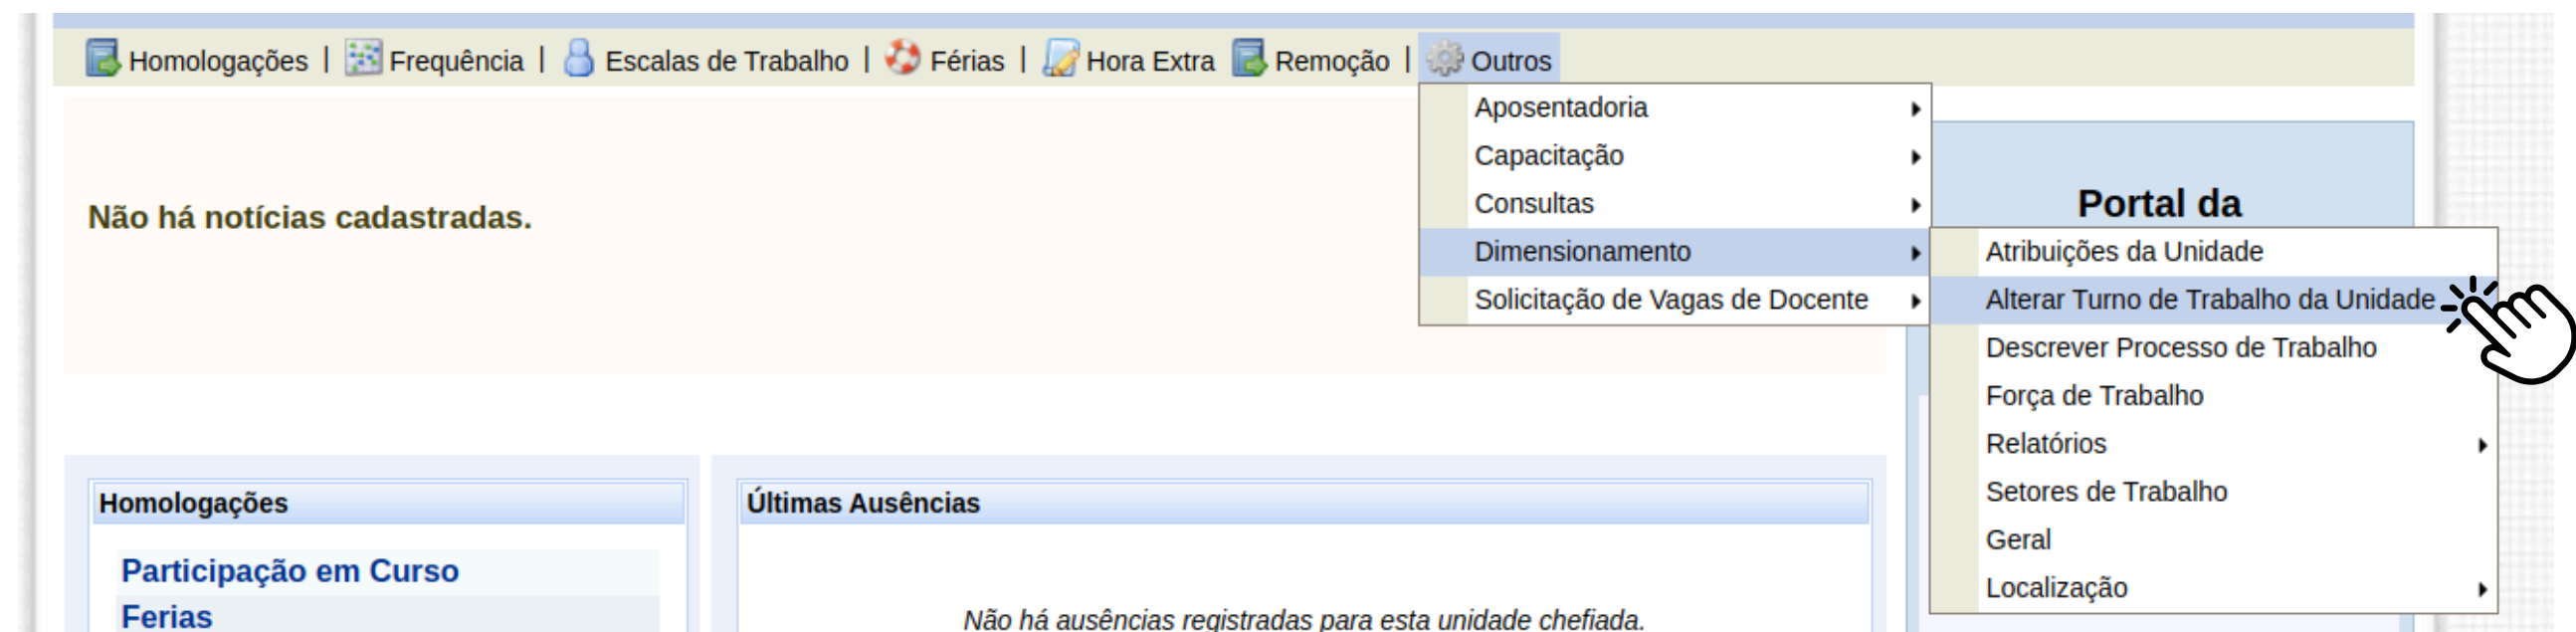 Homologações | Frequência | Escalas de Trabalho | Férias | Hora Extra Remoção | Outros
Aposentadoria
Capacitação
Consultas
Dimensionamento
Solicitação de Vagas de Docente
Atribuições da Unidade
Alterar Turno de Trabalho da Unidade
Descrever Processo de Trabalho
Força de Trabalho
Relatórios
Setores de Trabalho
Geral
Localização
Não há notícias cadastradas.
Portal da
Homologações
Participação em Curso
Ferias
Últimas Ausências
Não há ausências registradas para esta unidade chefiada.